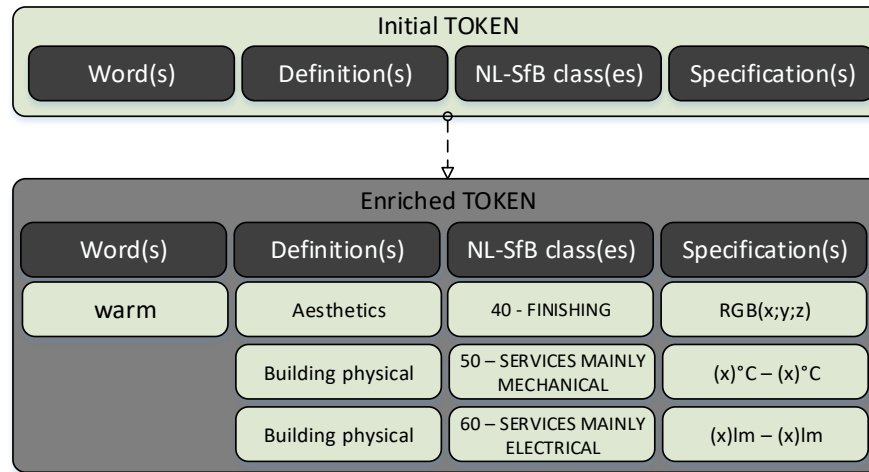 Initial TOKEN
Word(s) Definition(s) NL-SfB class(es) Specification(s)
Enriched TOKEN
Word(s) Definition(s) NL-SfB class(es) Specification(s)
warm Aesthetics 40 - FINISHING RGB(x;y;z)
Building physical 50 – SERVICES MAINLY MECHANICAL (x)°C – (x)°C
Building physical 60 – SERVICES MAINLY ELECTRICAL (x)lm – (x)lm